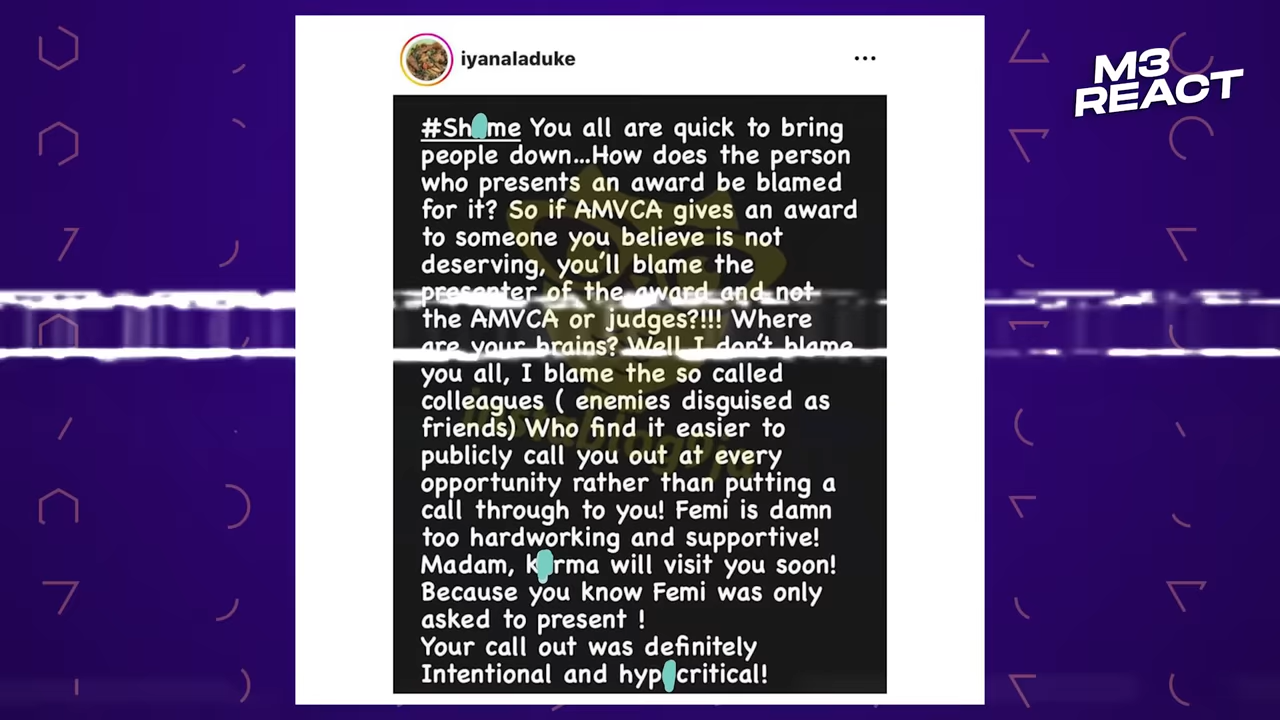 iyanaladuke
M3
REACT
#Shame You all are quick to bring
people down...How does the person
who presents an award be blamed
for it? So if AMVCA gives an award
to someone you believe is not
deserving, you'll blame the
presenter of the award and not
the AMVCA or judges?!!! Where
are your brains? Well I don't blame
you all, I blame the so called
colleagues ( enemies disguised as
friends) Who find it easier to
publicly call you out at every
opportunity rather than putting a
call through to you! Femi is damn
too hardworking and supportive!
Madam, karma will visit you soon!
Because you know Femi was only
asked to present !
Your call out was definitely
Intentional and hypocritical!